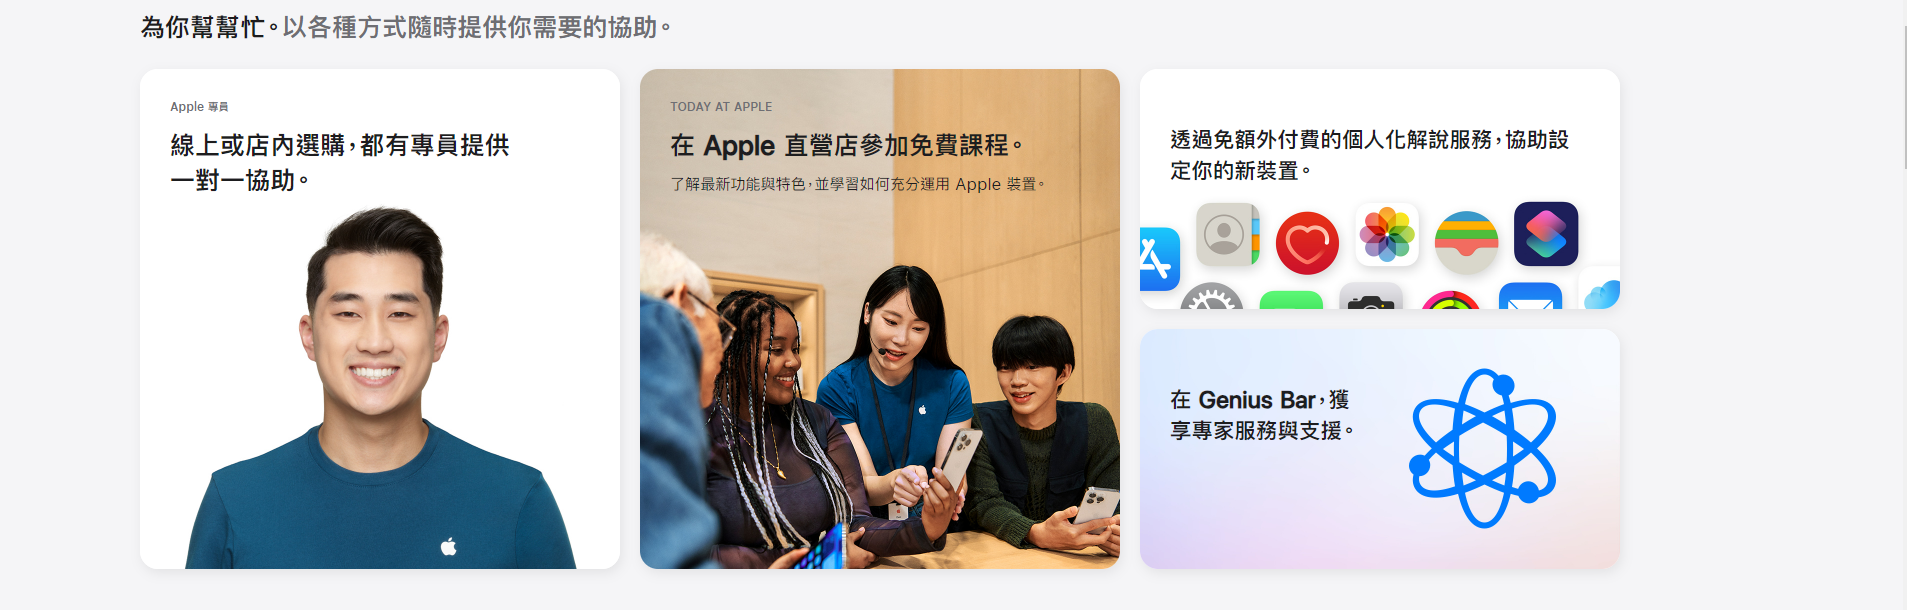 為你幫幫忙。以各種方式隨時提供你需要的協助。
Apple 專員
線上或店內選購，都有專員提供
一對一協助。
TODAY AT APPLE
在 Apple 直營店參加免費課程。
了解最新功能與特色，並學習如何充分運用 Apple 裝置。
透過免額外付費的個人化解說服務，協助設
定你的新裝置。
在 Genius Bar，獲
享專家服務與支援。